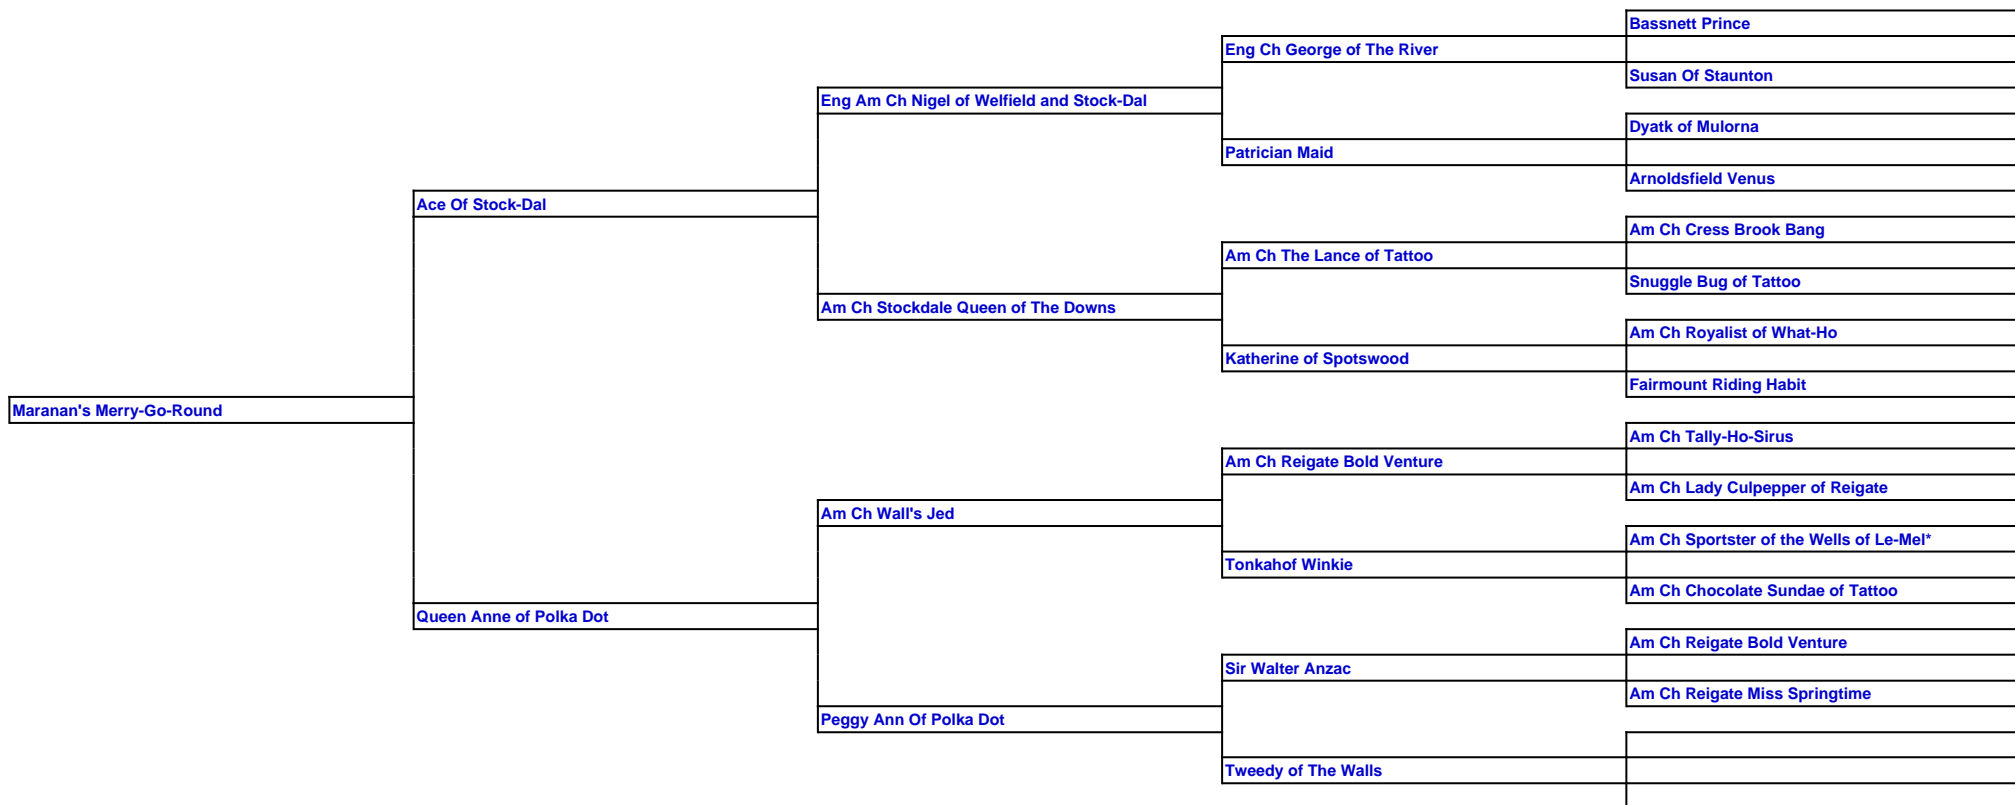 Bassnett Prince
Eng Ch George of The River
Susan Of Staunton
Eng Am Ch Nigel of Welfield and Stock-Dal
Dyatk of Mulorna
Patrician Maid
Arnoldsfield Venus
Ace Of Stock-Dal
Am Ch Cress Brook Bang
Am Ch The Lance of Tattoo
Snuggle Bug of Tattoo
Am Ch Stockdale Queen of The Downs
Am Ch Royalist of What-Ho
Katherine of Spotswood
Fairmount Riding Habit
Maranan's Merry-Go-Round
Am Ch Tally-Ho-Sirus
Am Ch Reigate Bold Venture
Am Ch Lady Culpepper of Reigate
Am Ch Wall's Jed
Am Ch Sportster of the Wells of Le-Mel*
Tonkahof Winkie
Am Ch Chocolate Sundae of Tattoo
Queen Anne of Polka Dot
Am Ch Reigate Bold Venture
Sir Walter Anzac
Am Ch Reigate Miss Springtime
Peggy Ann Of Polka Dot
Tweedy of The Walls